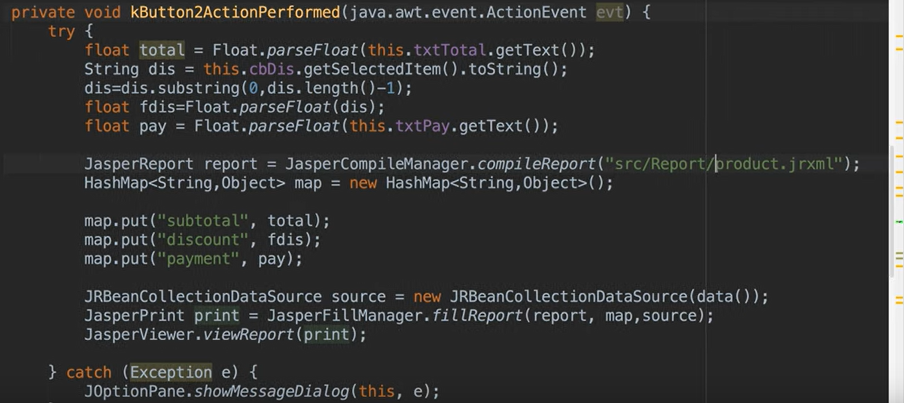 private void kButton2ActionPerformed(java.awt.event.ActionEvent evt) {
try {
float total = Float.parseFloat(this.txtTotal.getText());
String dis = this.cbDis.getSelectedItem().toString();
dis=dis.substring(0,dis.length()-1);
float fdis=Float.parseFloat(dis);
float pay = Float.parseFloat(this.txtPay.getText());
JasperReport report = JasperCompileManager.compileReport("src/Report/product.jrxml");
HashMap<String,Object> map = new HashMap<String,Object>();
map.put("subtotal", total);
map.put("discount", fdis);
map.put("payment", pay);
JRBeanCollectionDataSource source = new JRBeanCollectionDataSource(data());
JasperPrint print = JasperFillManager.fillReport(report, map,source);
JasperViewer.viewReport(print);
} catch (Exception e) {
JOptionPane.showMessageDialog(this, e);